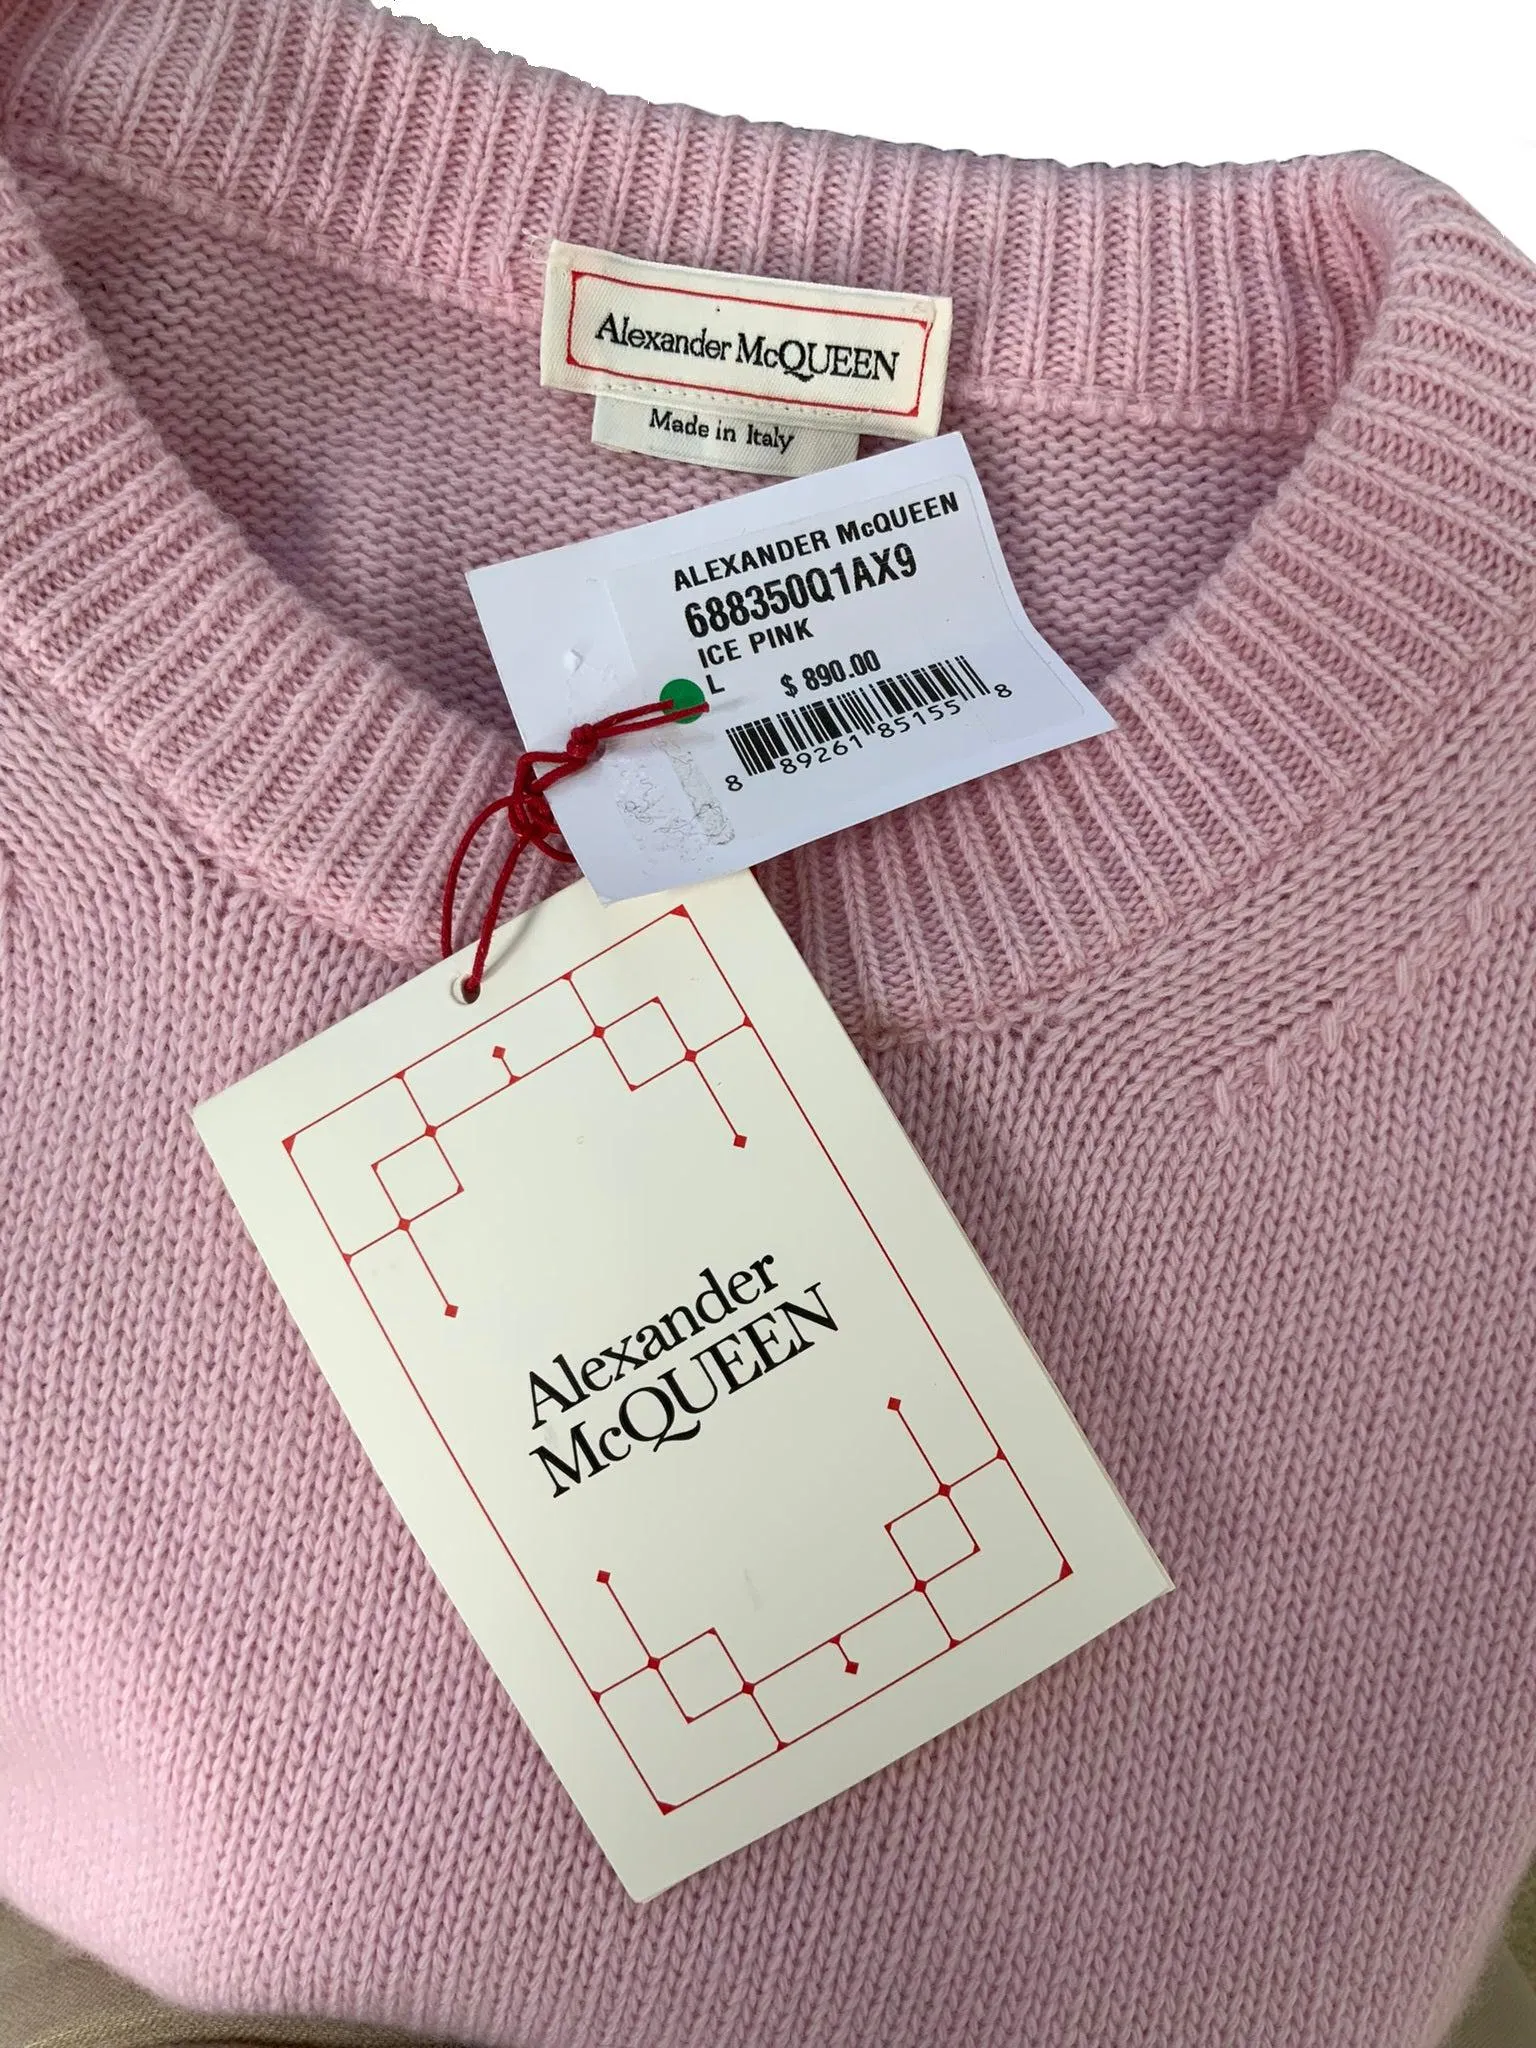 Alexander McQUEEN
Made in Italy
ALEXANDER McQUEEN
688350Q1AX9
ICE PINK
L $ 890.00
8 89261 85155 8
Alexander
McQUEEN